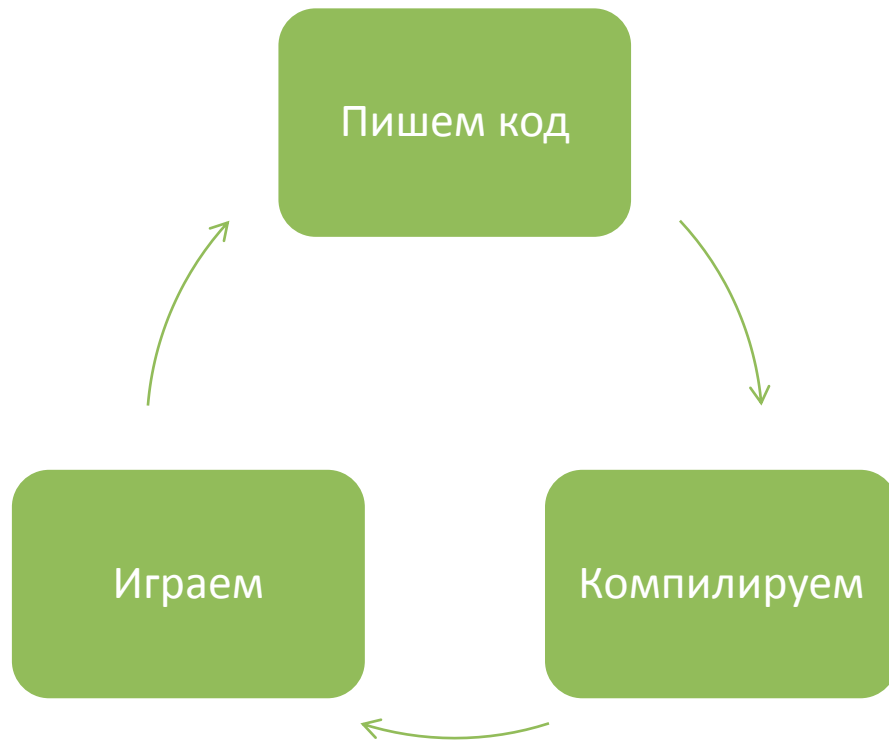 Пишем код
Компилируем
Играем